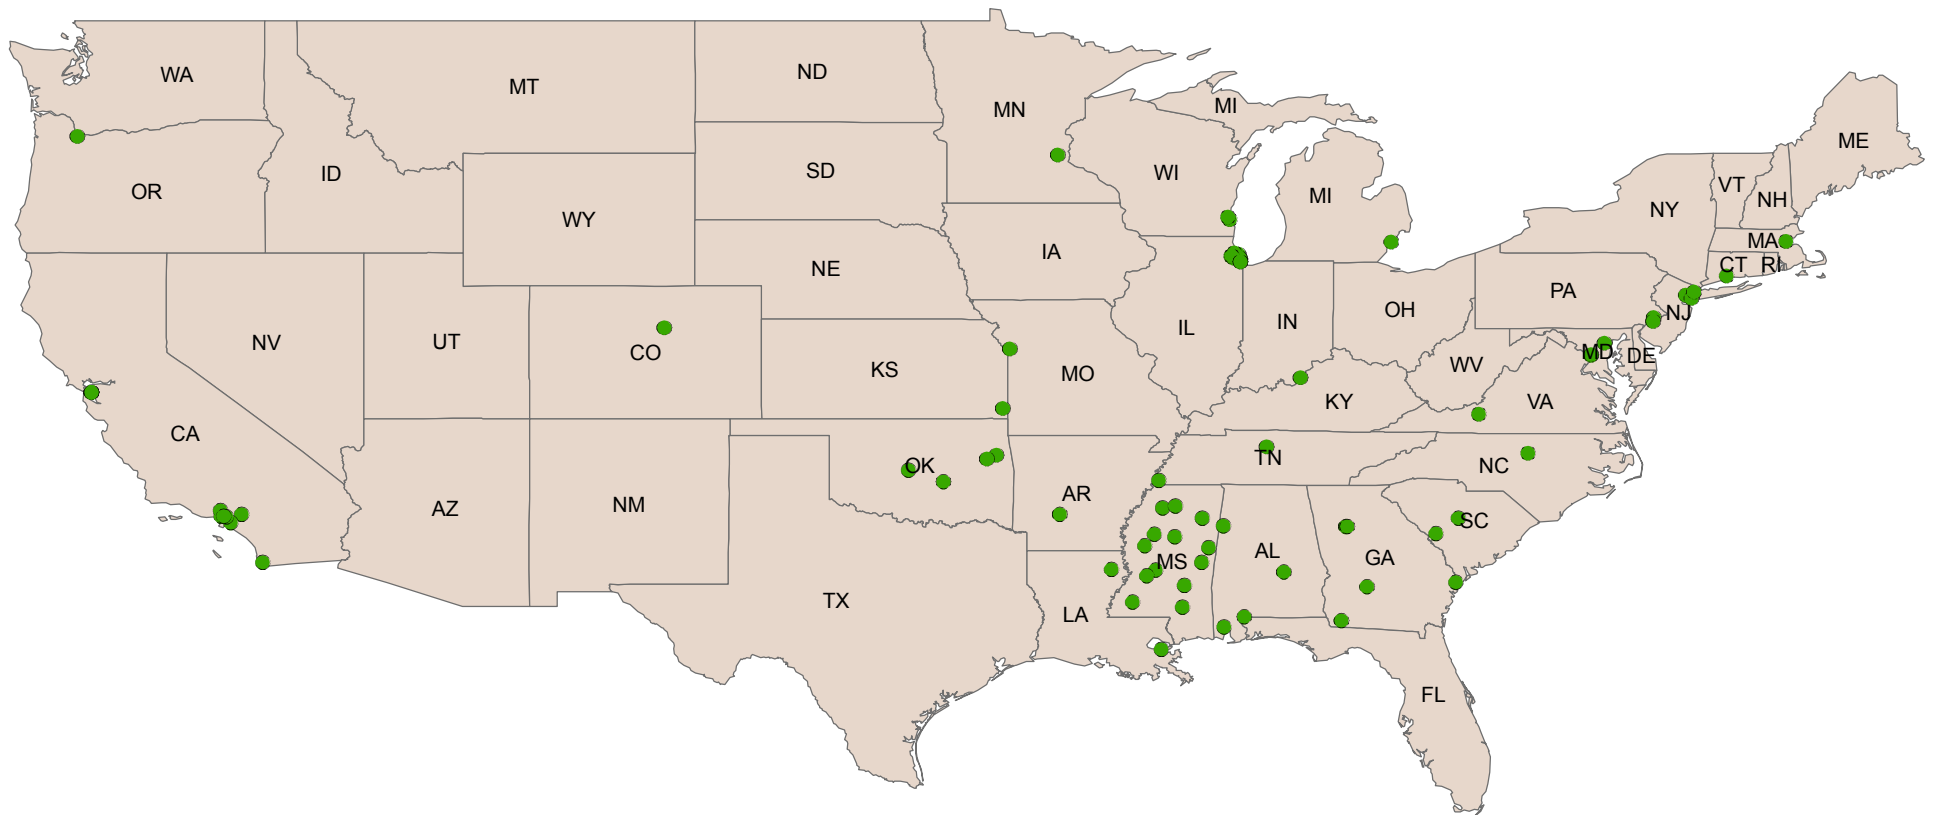 WA
MT
ND
MN
MI
ME
OR
ID
SD
WI
MI
VT
NH
NY
WY
MA
NE
IA
CT
RI
PA
NV
UT
CO
IL
IN
OH
NJ
KS
MO
WV
MD
DE
CA
KY
VA
OK
TN
NC
AZ
NM
AR
SC
MS
AL
GA
TX
LA
FL